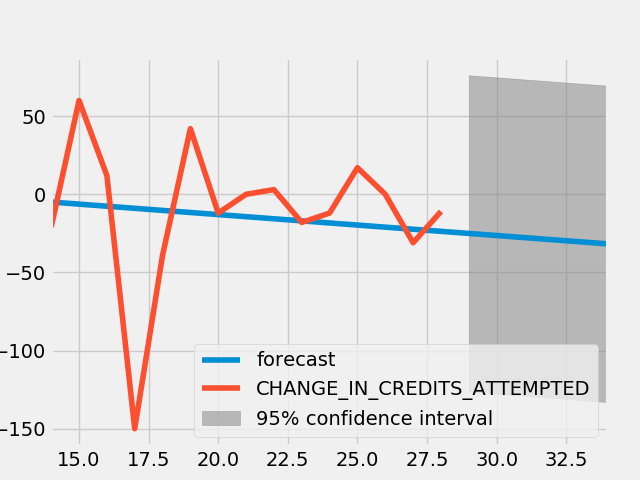 50
0
−50
−100
−150
forecast
CHANGE_IN_CREDITS_ATTEMPTED
95% confidence interval
15.0 17.5 20.0 22.5 25.0 27.5 30.0 32.5